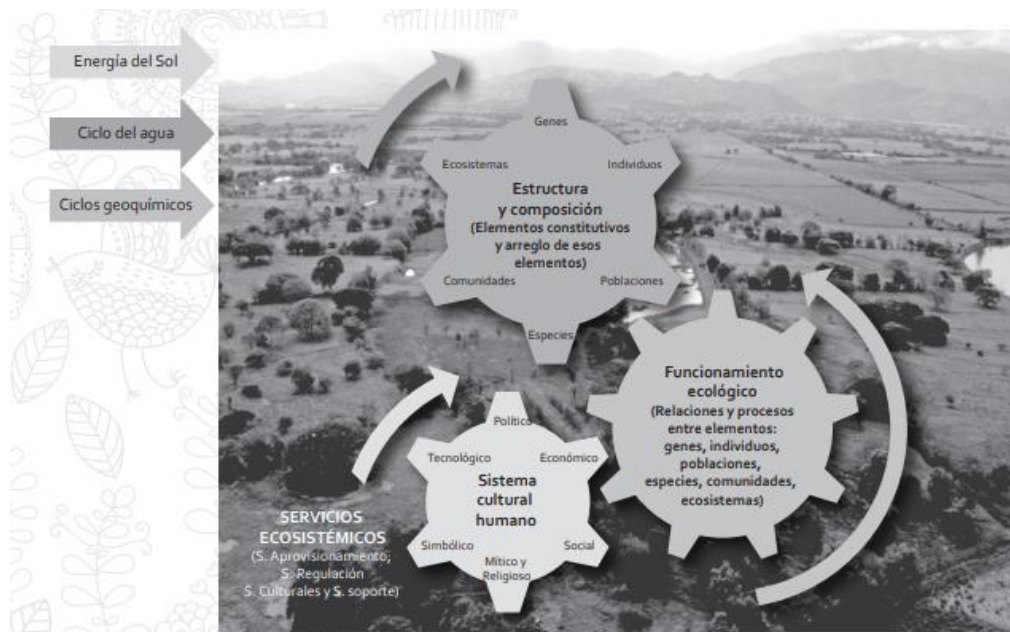 Energía del Sol
Ciclo del agua
Ciclos geoquímicos
Genes
Ecosistemas
Individuos
Estructura
y composición
(Elementos constitutivos
y arreglo de esos
elementos)
Comunidades
Poblaciones
Especies
Funcionamiento
ecológico
(Relaciones y procesos
entre elementos:
genes, individuos,
poblaciones,
especies, comunidades,
ecosistemas)
Político
Tecnológico
Económico
Sistema
cultural
humano
Simbólico
Social
Mítico y
Religioso
SERVICIOS
ECOSISTÉMICOS
(S. Aprovisionamiento;
S. Regulación
S. Culturales y S. soporte)